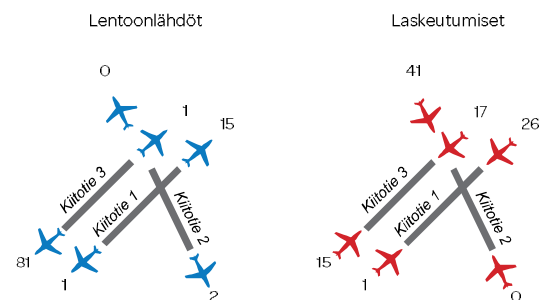 Lentoonlähdöt
0
1
15
Kiitotie 3
Kiitotie 1
Kiitotie 2
81
1
2
Laskeutumiset
41
17
26
Kiitotie 3
Kiitotie 1
Kiitotie 2
15
1
0